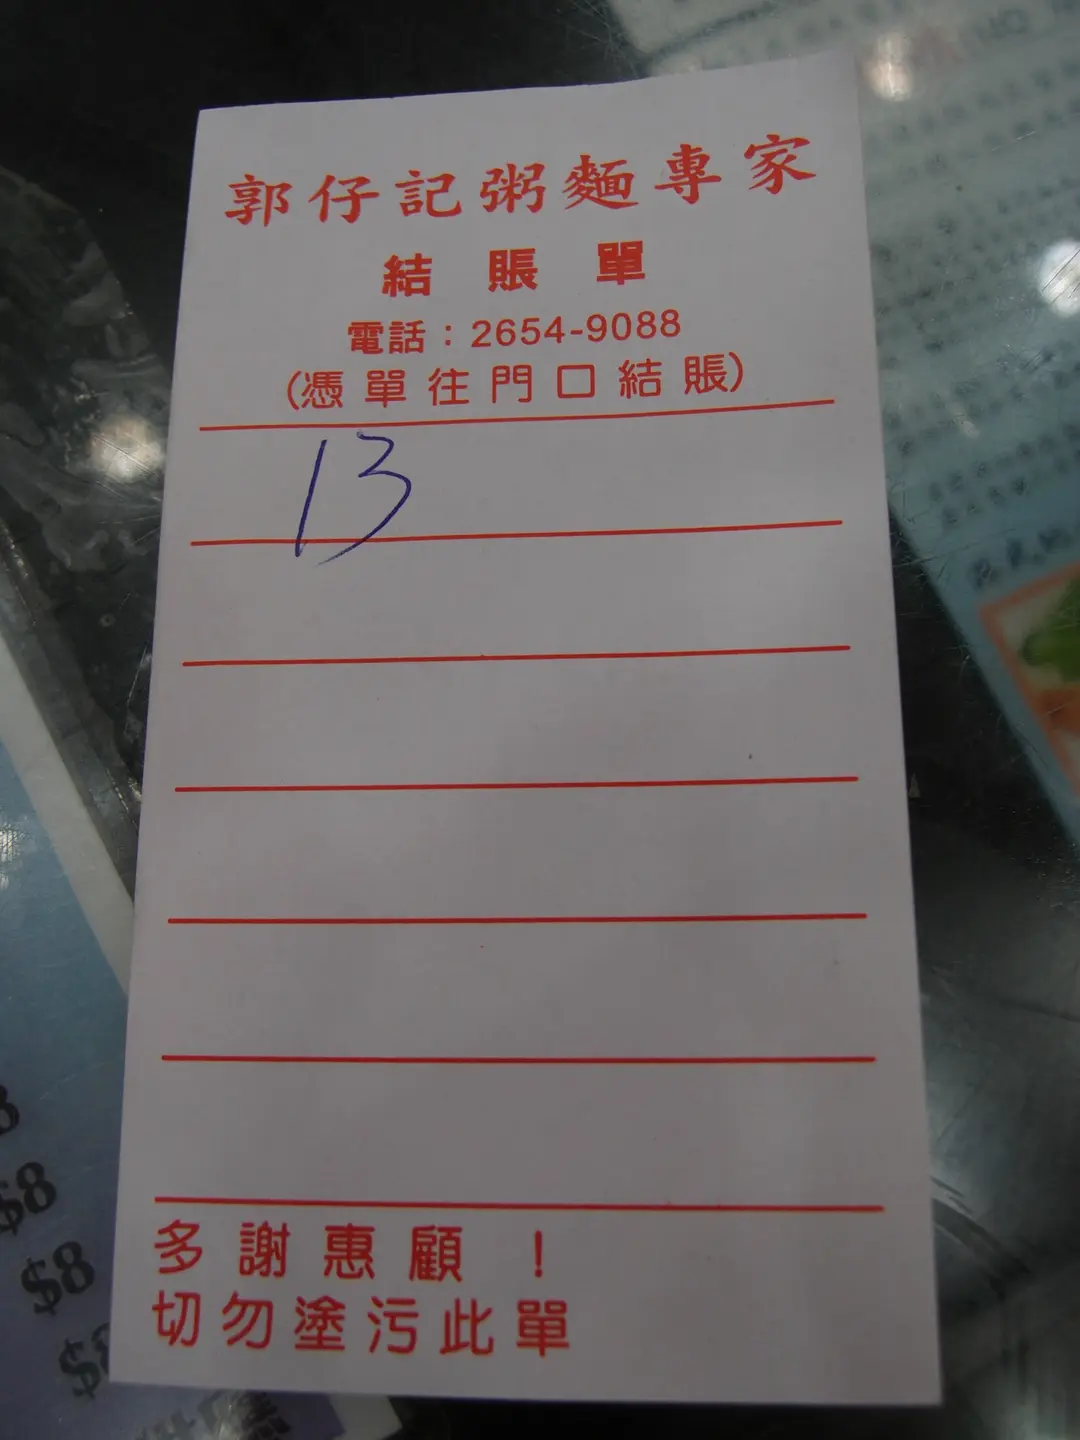 郭仔記粥麵專家
結賬單
電話：2654-9088
(憑單往門口結賬)
13
多謝惠顧！
切勿塗污此單
$8
$8